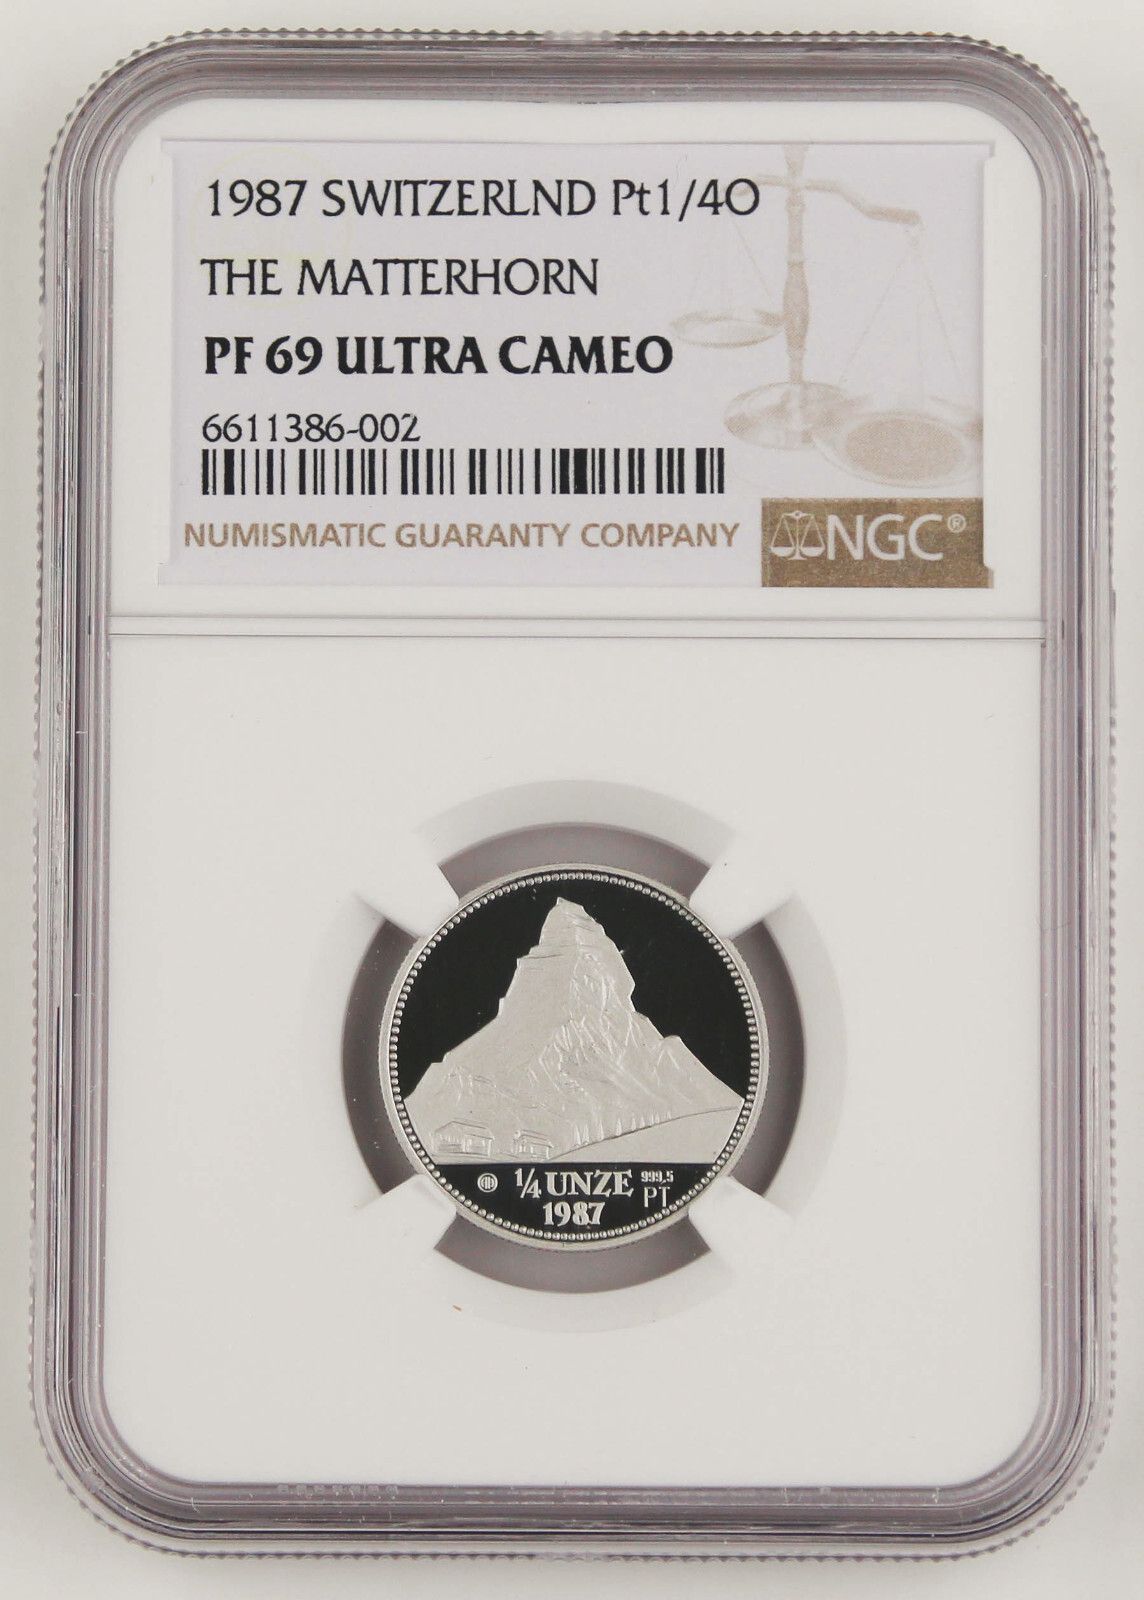 1987 SWITZERLND Pt1/4O
THE MATTERHORN
PF 69 ULTRA CAMEO
6611386-002
NUMISMATIC GUARANTY COMPANY
NGC®
1/4 UNZE 999,5
PT
1987